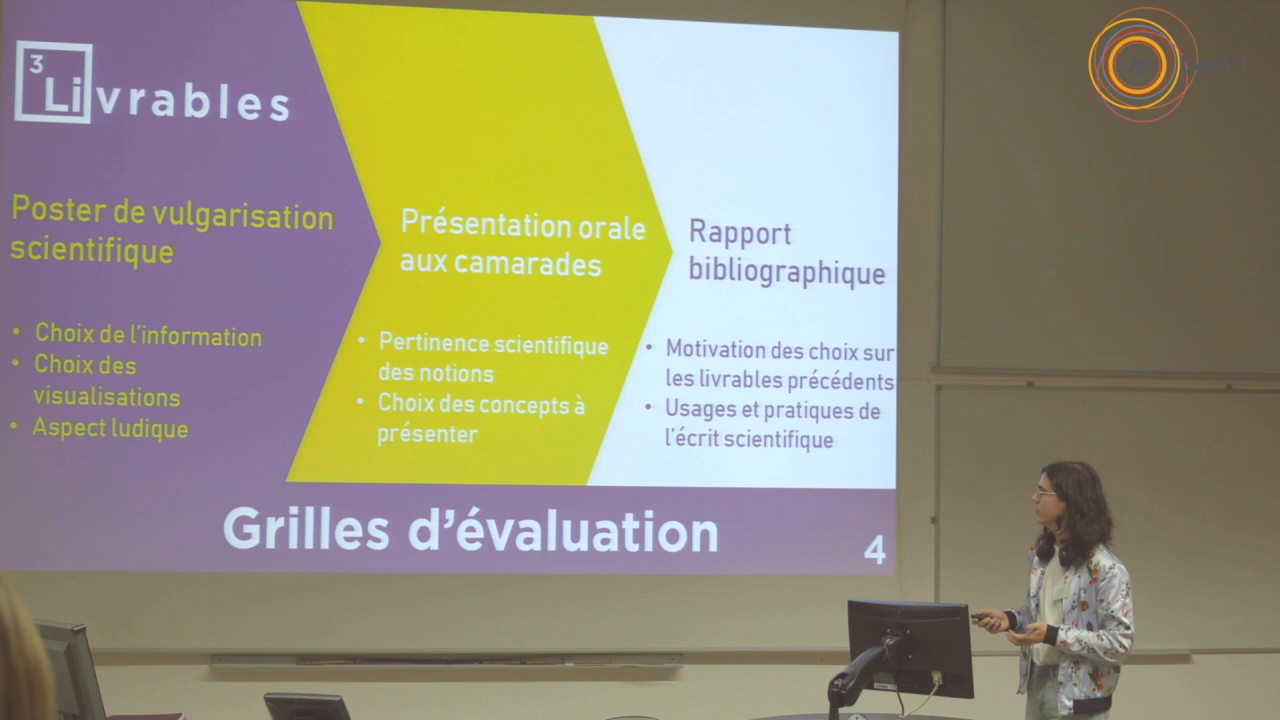 3
Livrables
Poster de vulgarisation
scientifique
• Choix de l'information
• Choix des
visualisations
• Aspect ludique
Présentation orale
aux camarades
• Pertinence scientifique
des notions
• Choix des concepts à
présenter
Rapport
bibliographique
• Motivation des choix sur
les livrables précédents
• Usages et pratiques de
l'écrit scientifique
Grilles d'évaluation
4